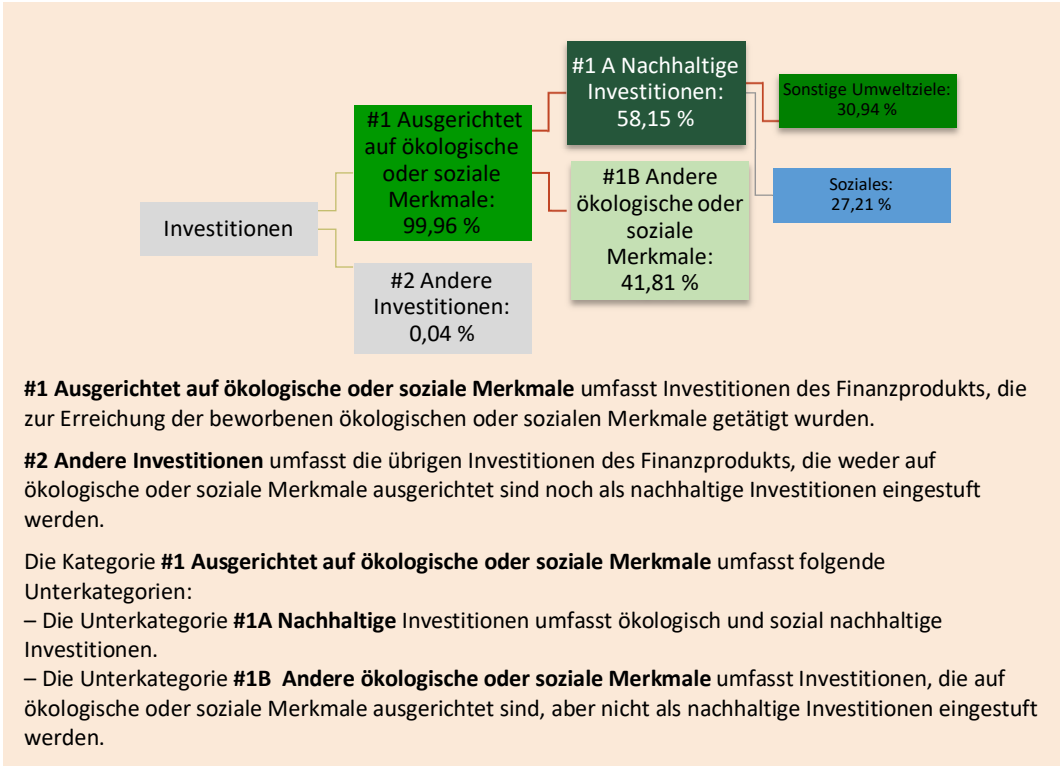 Investitionen
#1 Ausgerichtet
auf ökologische
oder soziale
Merkmale:
99,96 %
#2 Andere
Investitionen:
0,04 %
#1 A Nachhaltige
Investitionen:
58,15 %
#1B Andere
ökologische oder
soziale
Merkmale:
41,81 %
Sonstige Umweltziele:
30,94 %
Soziales:
27,21 %
#1 Ausgerichtet auf ökologische oder soziale Merkmale umfasst Investitionen des Finanzprodukts, die
zur Erreichung der beworbenen ökologischen oder sozialen Merkmale getätigt wurden.
#2 Andere Investitionen umfasst die übrigen Investitionen des Finanzprodukts, die weder auf
ökologische oder soziale Merkmale ausgerichtet sind noch als nachhaltige Investitionen eingestuft
werden.
Die Kategorie #1 Ausgerichtet auf ökologische oder soziale Merkmale umfasst folgende
Unterkategorien:
– Die Unterkategorie #1A Nachhaltige Investitionen umfasst ökologisch und sozial nachhaltige
Investitionen.
– Die Unterkategorie #1B  Andere ökologische oder soziale Merkmale umfasst Investitionen, die auf
ökologische oder soziale Merkmale ausgerichtet sind, aber nicht als nachhaltige Investitionen eingestuft
werden.